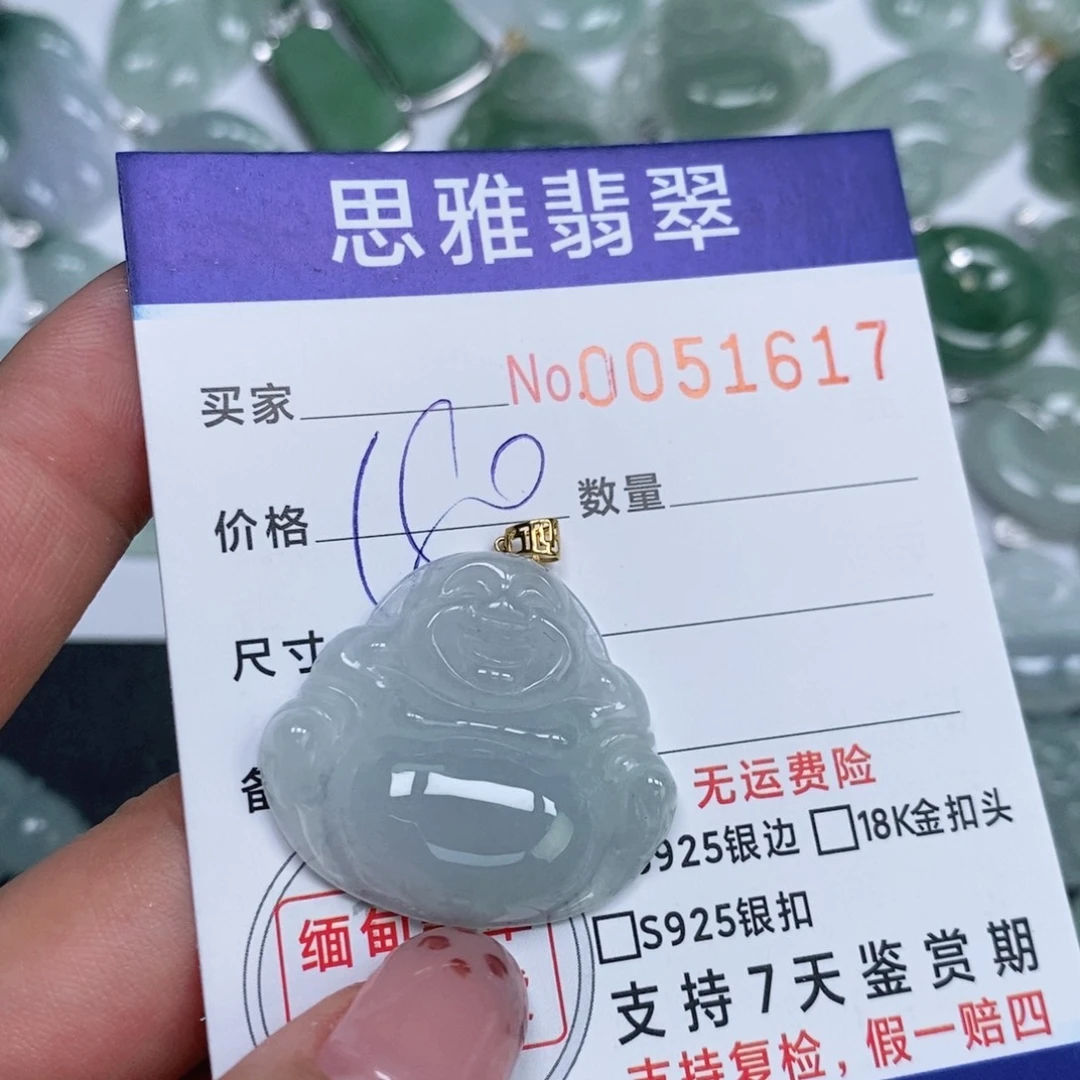 思雅翡翠
No.0051617
买家
价格 数量
尺寸
备
无运费险
S925银边 □18K金扣头
□S925银扣
缅甸
支持7天鉴赏期
支持复检，假一赔四